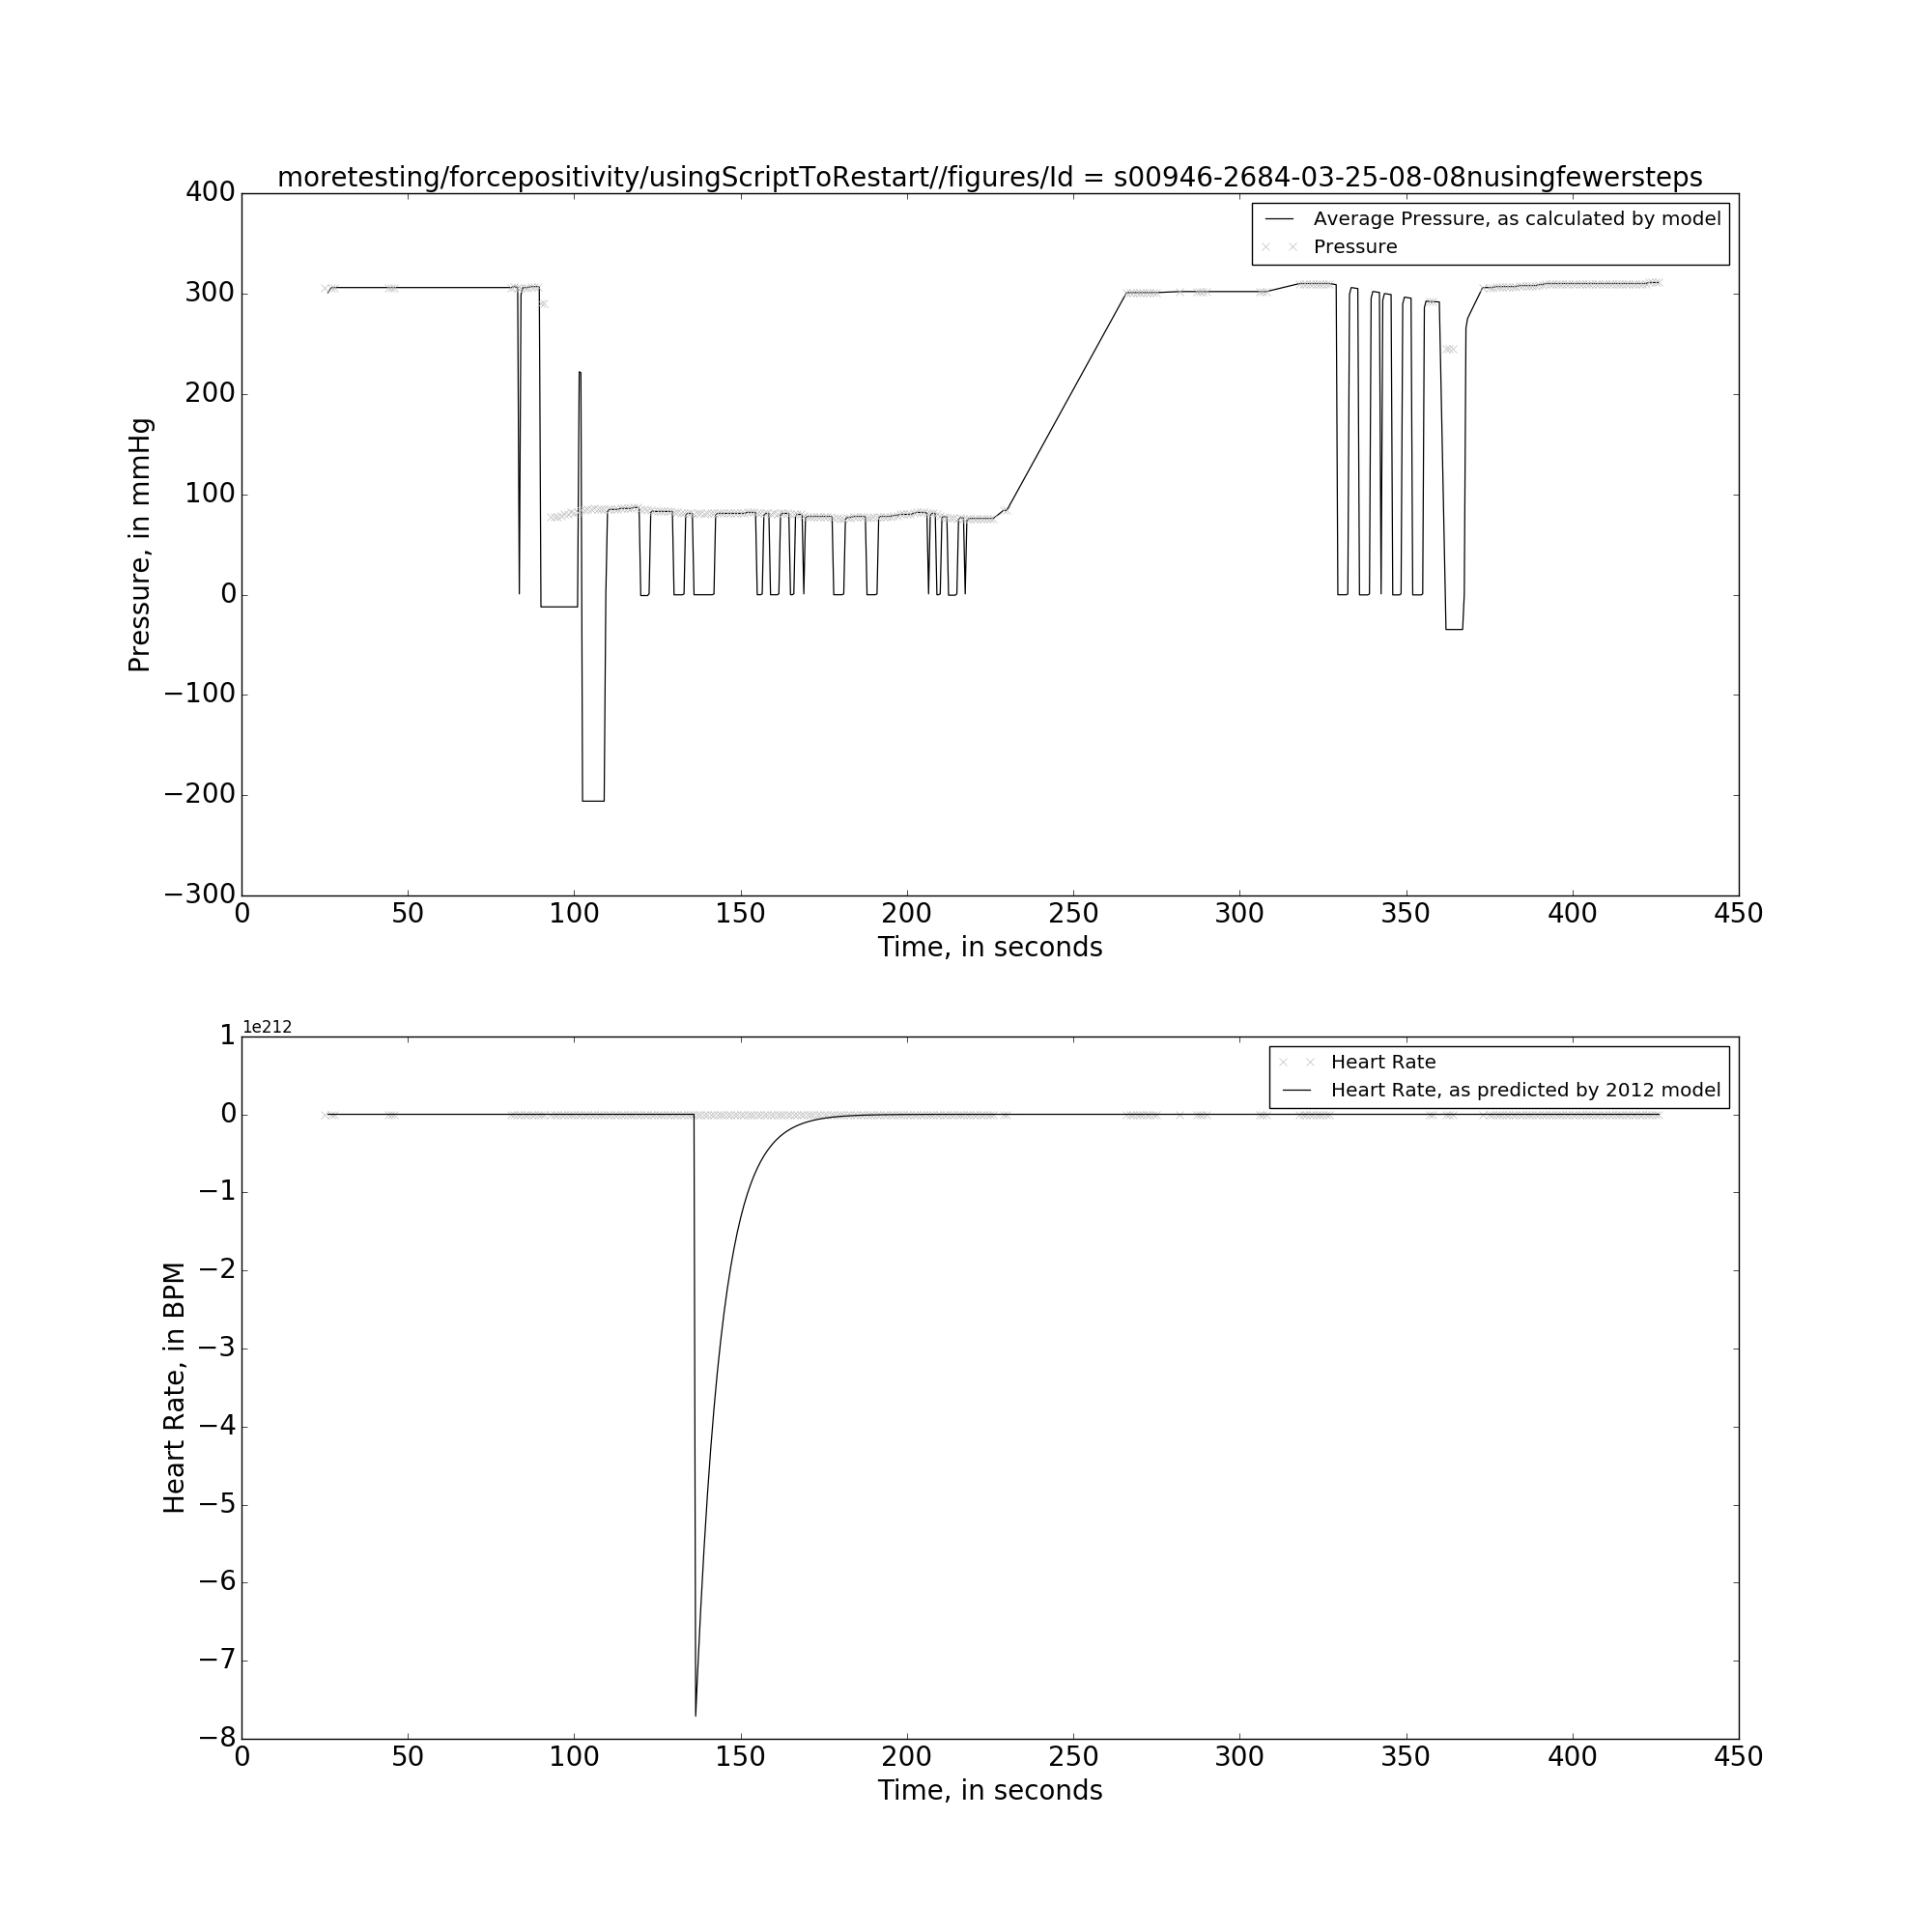 moretesting/forcepositivity/usingScriptToRestart//figures/Id = s00946-2684-03-25-08-08nusingfewersteps
400
300
200
100
0
−100
−200
−300
Pressure, in mmHg
Average Pressure, as calculated by model
Pressure
0 50 100 150 200 250 300 350 400 450
Time, in seconds
1e212
1
0
−1
−2
−3
−4
−5
−6
−7
−8
Heart Rate, in BPM
Heart Rate
Heart Rate, as predicted by 2012 model
0 50 100 150 200 250 300 350 400 450
Time, in seconds